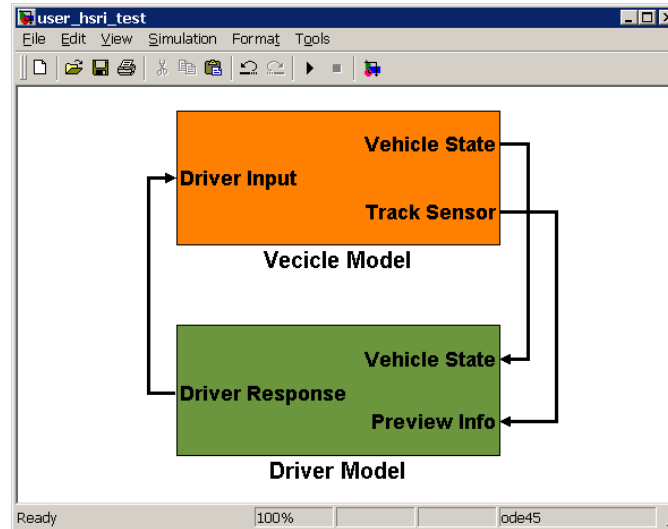 user_hsri_test
File Edit View Simulation Format Tools
Vehicle State
Driver Input
Track Sensor
Vecicle Model
Vehicle State
Driver Response
Preview Info
Driver Model
Ready 100% ode45